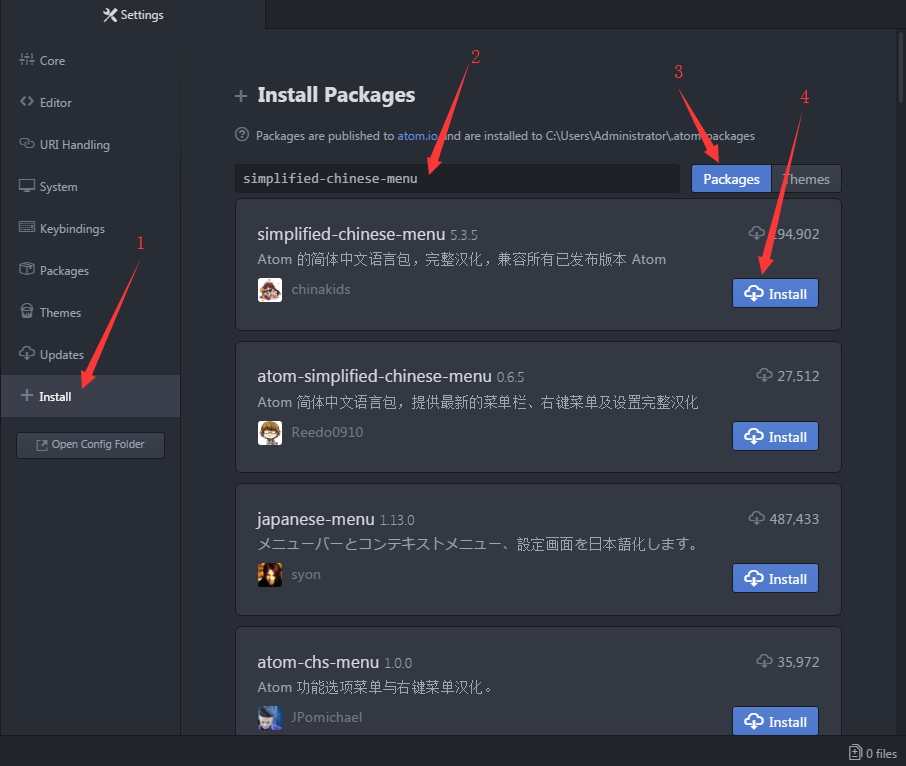 Settings
Core
Editor
URI Handling
System
Keybindings
Packages
Themes
Updates
Install
Open Config Folder
1
2
3
4
Install Packages
Packages are published to atom.io and are installed to C:\Users\Administrator\.atom\packages
simplified-chinese-menu
Packages
Themes
simplified-chinese-menu 5.3.5
294,902
Atom 的简体中文语言包，完整汉化，兼容所有已发布版本 Atom
chinakids
Install
atom-simplified-chinese-menu 0.6.5
27,512
Atom 简体中文语言包，提供最新的菜单栏、右键菜单及设置完整汉化
Reedo0910
Install
japanese-menu 1.13.0
487,433
メニューバーとコンテキストメニュー、設定画面を日本語化します。
syon
Install
atom-chs-menu 1.0.0
35,972
Atom 功能选项菜单与右键菜单汉化。
JPomichael
Install
0 files